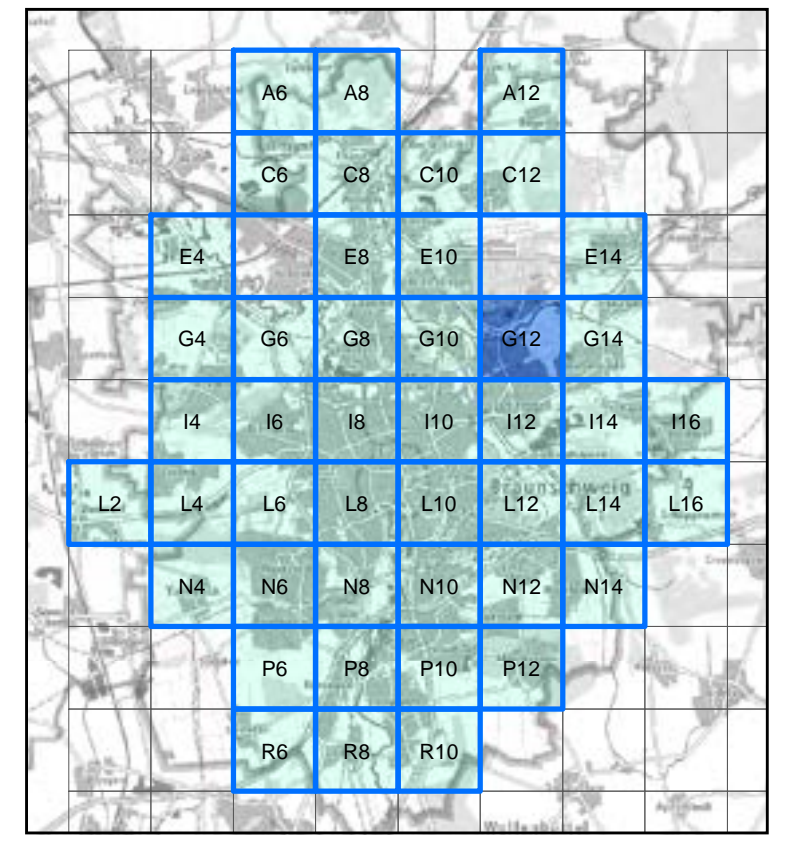 A6 A8 A12
C6 C8 C10 C12
E4 E8 E10 E14
G4 G6 G8 G10 G12 G14
I4 I6 I8 I10 I12 I14 I16
Braunschweig
L2 L4 L6 L8 L10 L12 L14 L16
N4 N6 N8 N10 N12 N14
P6 P8 P10 P12
R6 R8 R10
Wolfenbüttel